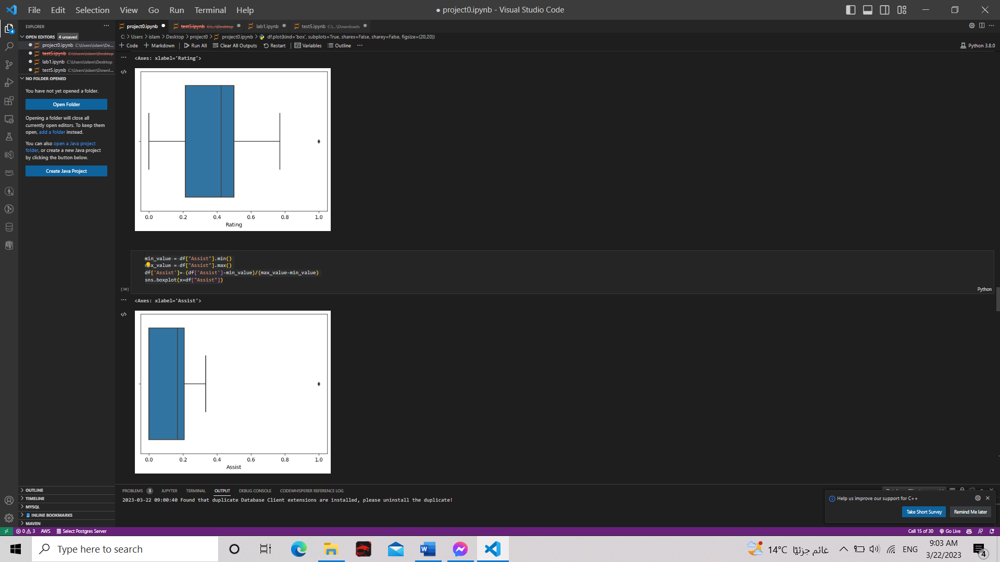 File Edit Selection View Go Run Terminal Help
● project0.ipynb - Visual Studio Code
EXPLORER
OPEN EDITORS 4 unsaved
project0.ipynb C:\Users\islam\De...
test5.ipynb C:\Users\islam\Desktop
lab1.ipynb C:\Users\islam\Desktop
test5.ipynb C:\Users\islam\Downl...
NO FOLDER OPENED
You have not yet opened a folder.
Open Folder
Opening a folder will close all
currently open editors. To keep them
open, add a folder instead.
You can also open a Java project
folder, or create a new Java project
by clicking the button below.
Create Java Project
OUTLINE
TIMELINE
MYSQL
INLINE BOOKMARKS
MAVEN
aws
4
project0.ipynb test5.ipynb C:\...\Desktop lab1.ipynb test5.ipynb C:\...\Downloads
C: > Users > islam > Desktop > project0 > project0.ipynb > df.plot(kind='box', subplots=True, sharex=False, sharey=False, figsize=(20,20))
+ Code + Markdown Run All Clear All Outputs Restart Variables Outline ...
Python 3.8.0
<Axes: xlabel='Rating'>
0.0 0.2 0.4 0.6 0.8 1.0
Rating
min_value = df["Assist"].min()
max_value = df["Assist"].max()
df['Assist']= (df['Assist']-min_value)/(max_value-min_value)
sns.boxplot(x=df["Assist"])
[38]
Python
<Axes: xlabel='Assist'>
0.0 0.2 0.4 0.6 0.8 1.0
Assist
PROBLEMS 3 JUPYTER TERMINAL OUTPUT DEBUG CONSOLE CODEWHISPERER REFERENCE LOG
2023-03-22 09:00:40 Found that duplicate Database Client extensions are installed, please uninstall the duplicate!
Help us improve our support for C++
Take Short Survey Remind Me later
0 3 AWS Select Postgres Server
Cell 15 of 30 Go Live
Type here to search
14°C غائم جزئيًا
ENG
9:03 AM
3/22/2023
4